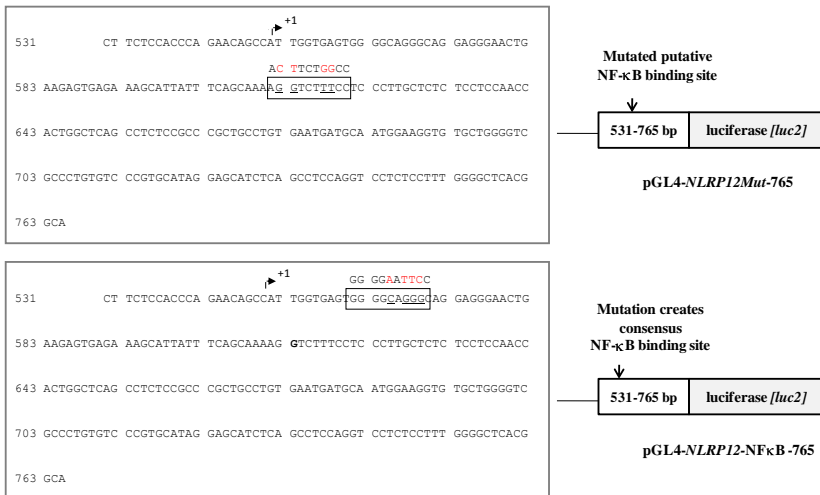 +1
531 CT TCTCCACCCA GAACAGCCAT TGGTGAGTGG GGCAGGGCAG GAGGGAACTG
AC TTCTGGCC
583 AAGAGTGAGA AAGCATTATT TCAGCAAAAG GTCTTTCCTC CCTTGCTCTC TCCTCCAACC
643 ACTGGCTCAG CCTCTCCGCC CGCTGCCTGT GAATGATGCA ATGGAAGGTG TGCTGGGGTC
703 GCCCTGTGTC CCGTGCATAG GAGCATCTCA GCCTCCAGGT CCTCTCCTTT GGGGCTCACG
763 GCA
Mutated putative
NF-κB binding site
531-765 bp luciferase [luc2]
pGL4-NLRP12Mut-765
+1
GG GGAATTCC
531 CT TCTCCACCCA GAACAGCCAT TGGTGAGTGG GGCAGGGCAG GAGGGAACTG
583 AAGAGTGAGA AAGCATTATT TCAGCAAAAG GTCTTTCCTC CCTTGCTCTC TCCTCCAACC
643 ACTGGCTCAG CCTCTCCGCC CGCTGCCTGT GAATGATGCA ATGGAAGGTG TGCTGGGGTC
703 GCCCTGTGTC CCGTGCATAG GAGCATCTCA GCCTCCAGGT CCTCTCCTTT GGGGCTCACG
763 GCA
Mutation creates
consensus
NF-κB binding site
531-765 bp luciferase [luc2]
pGL4-NLRP12-NFκB-765